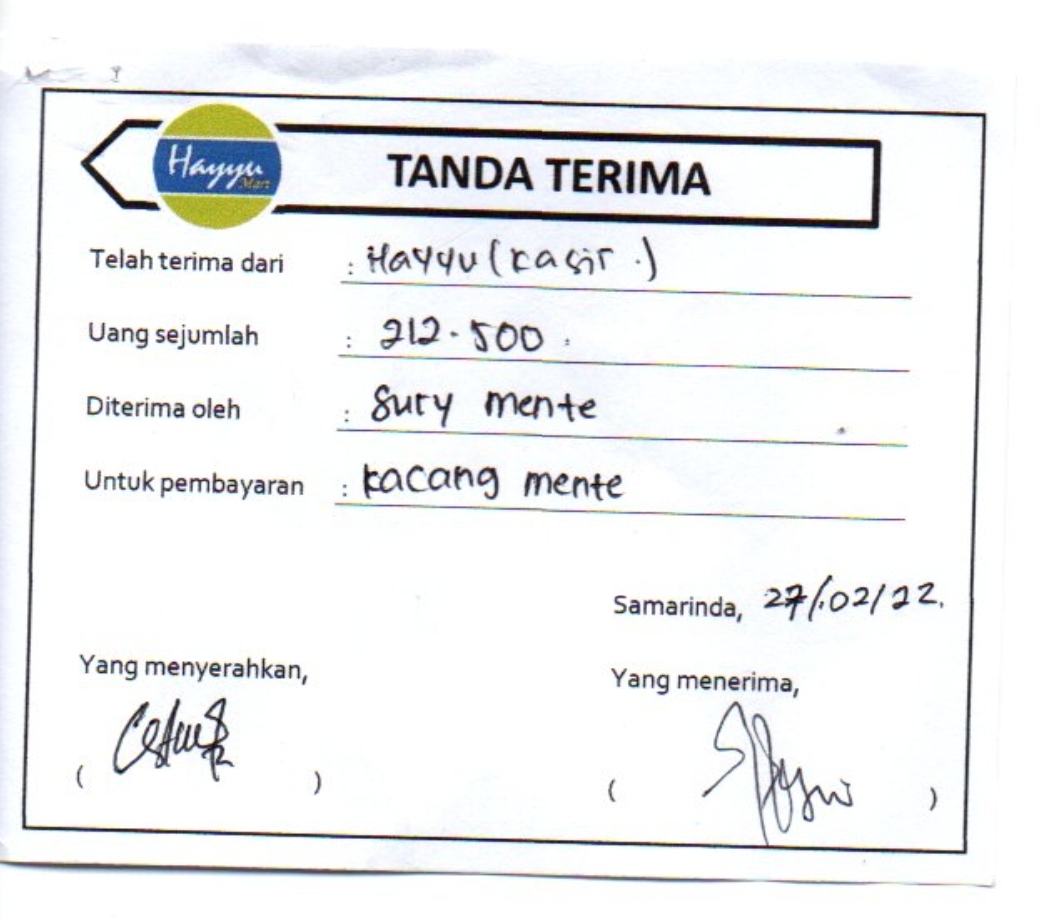 Hayyu
Mart
TANDA TERIMA
Telah terima dari : Hayyu (kasir .)
Uang sejumlah : 212.500 .
Diterima oleh : Sury mente
Untuk pembayaran : kacang mente
Samarinda, 27/02/22.
Yang menyerahkan,
Yang menerima,
( )
( )